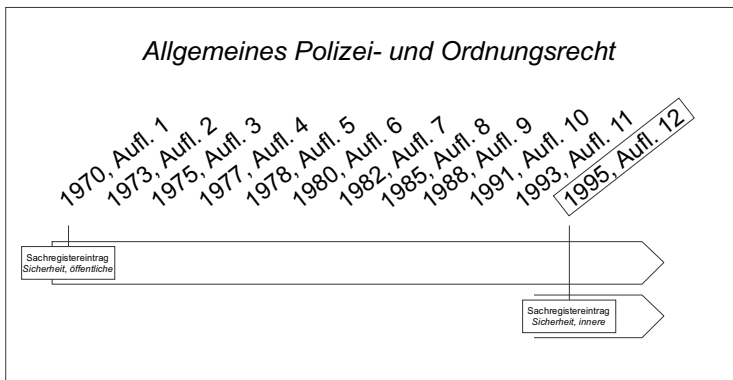 Allgemeines Polizei- und Ordnungsrecht
1970, Aufl. 1
1973, Aufl. 2
1975, Aufl. 3
1977, Aufl. 4
1978, Aufl. 5
1980, Aufl. 6
1982, Aufl. 7
1985, Aufl. 8
1988, Aufl. 9
1991, Aufl. 10
1993, Aufl. 11
1995, Aufl. 12
Sachregistereintrag
Sicherheit, öffentliche
Sachregistereintrag
Sicherheit, innere